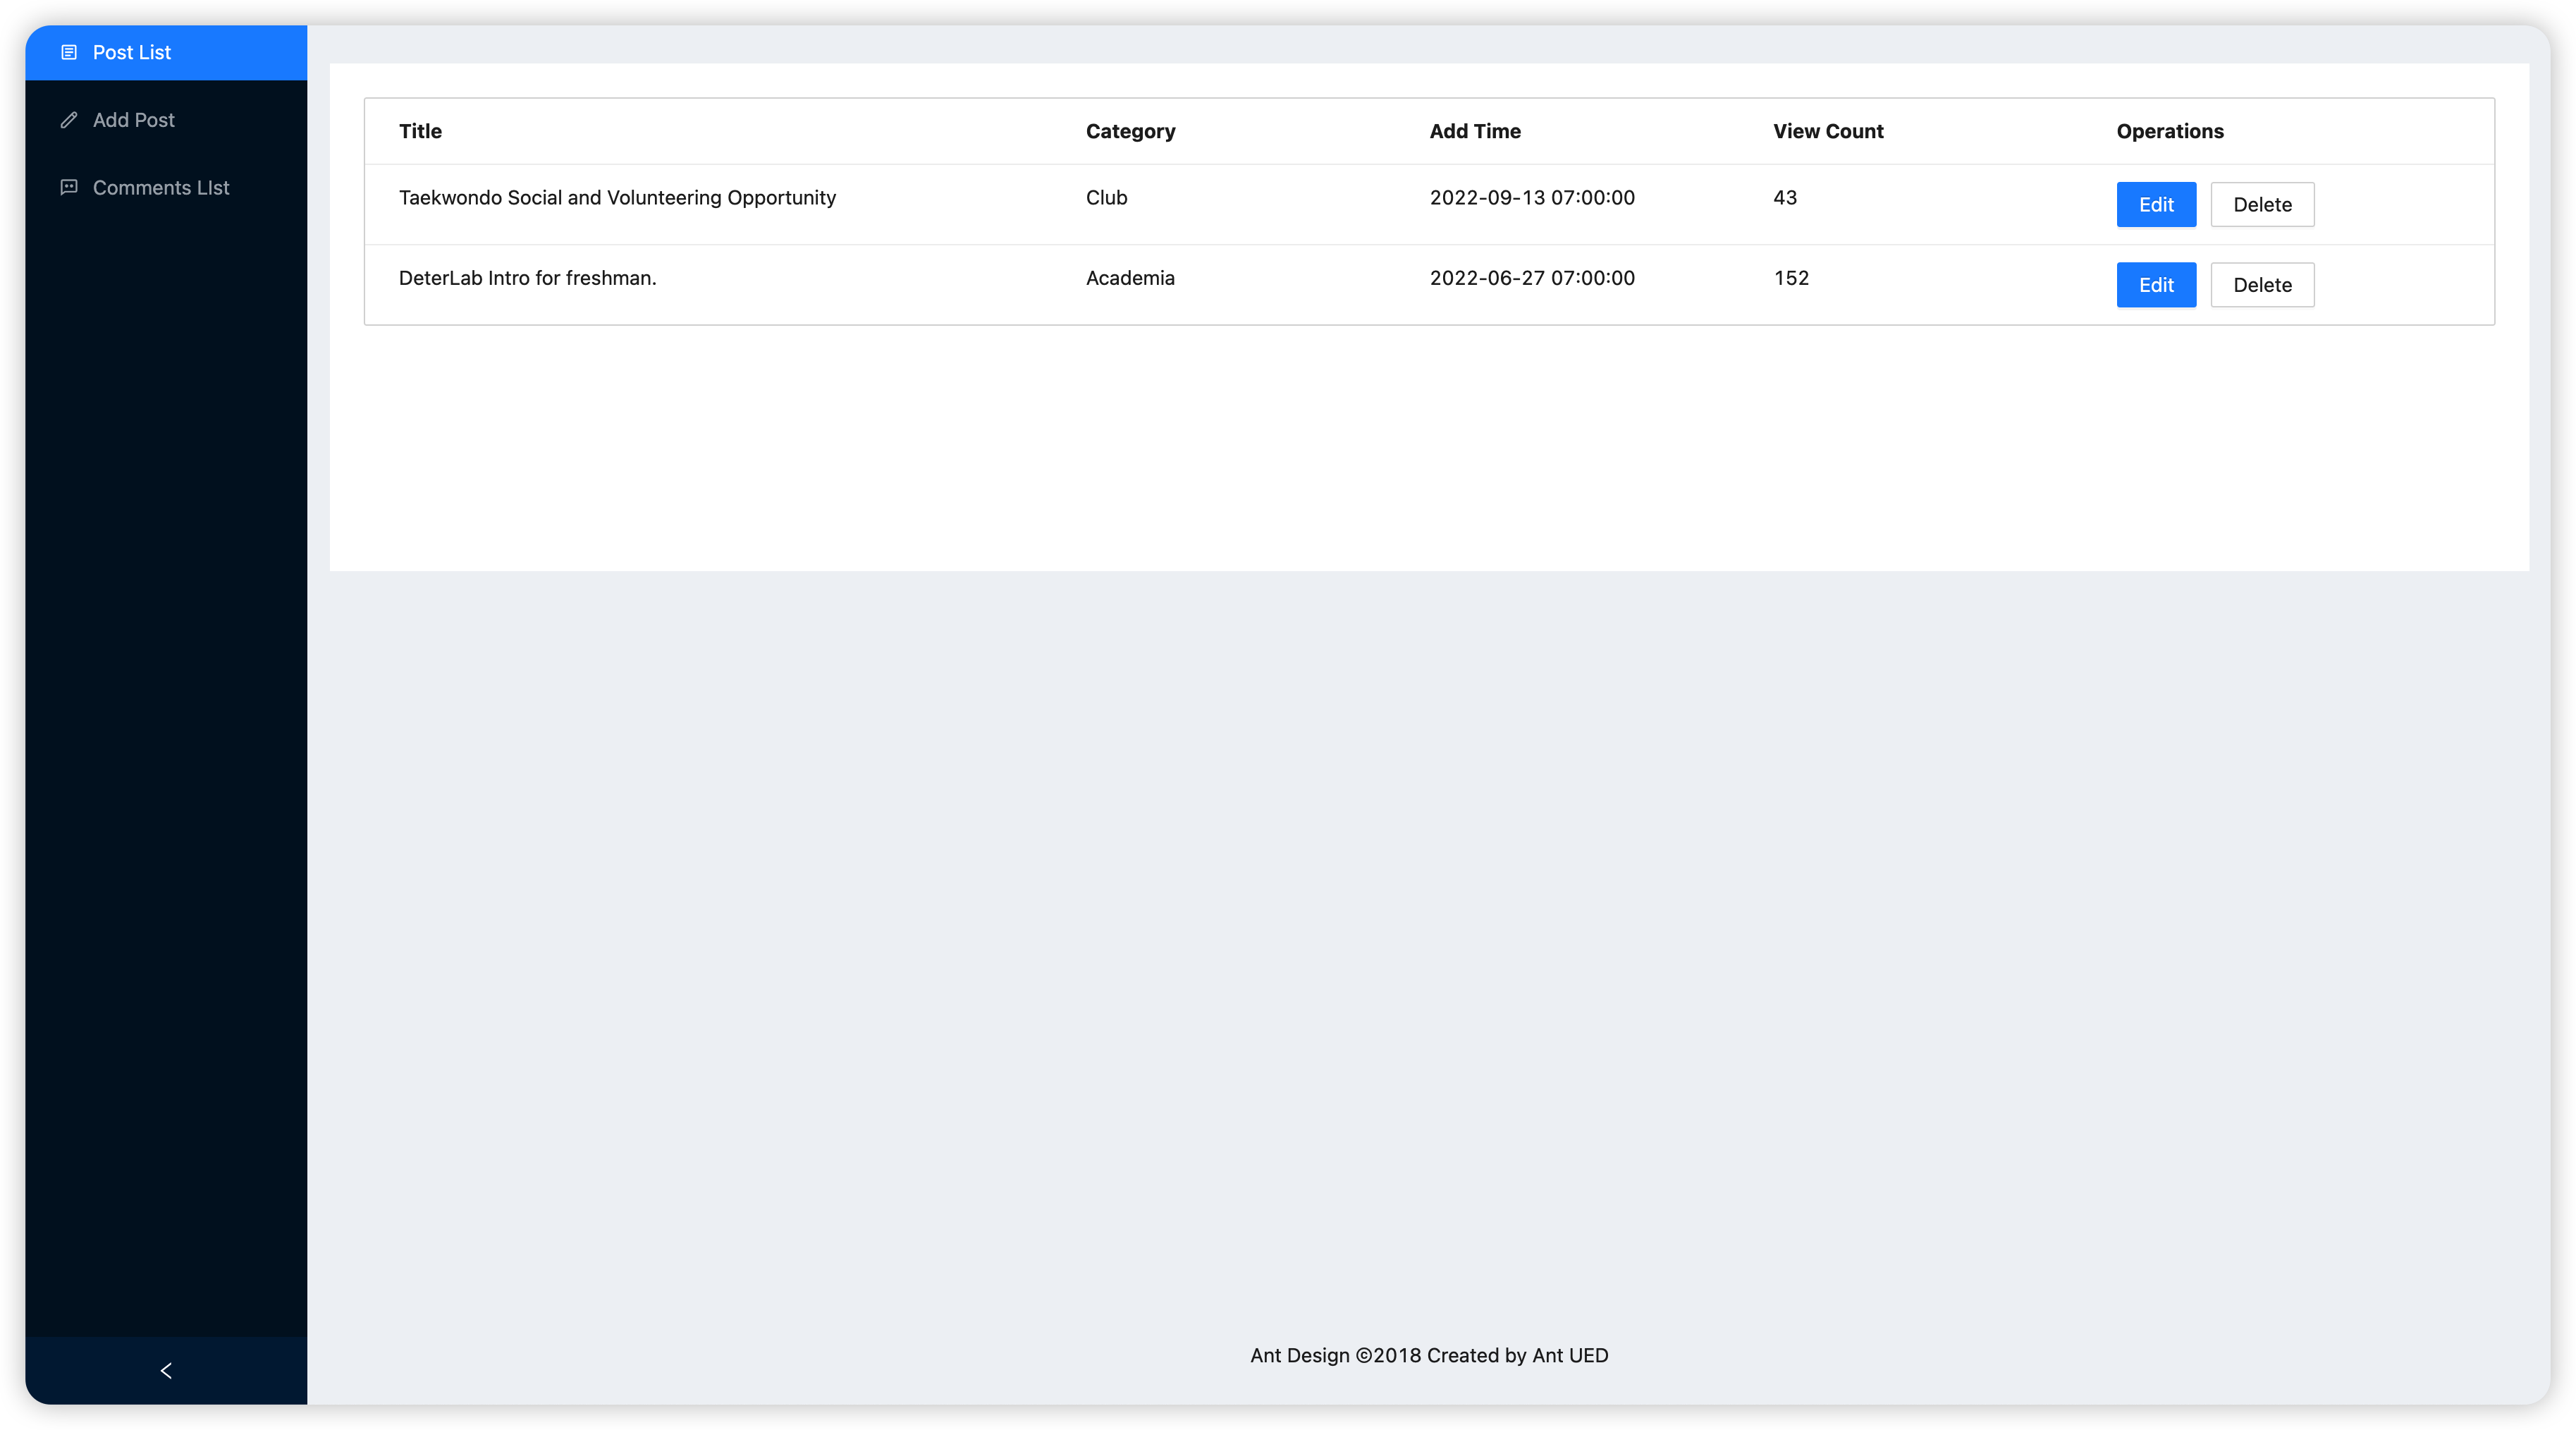 Post List
Add Post
Comments LIst
Title Category Add Time View Count Operations
Taekwondo Social and Volunteering Opportunity Club 2022-09-13 07:00:00 43 Edit Delete
DeterLab Intro for freshman. Academia 2022-06-27 07:00:00 152 Edit Delete
Ant Design ©2018 Created by Ant UED